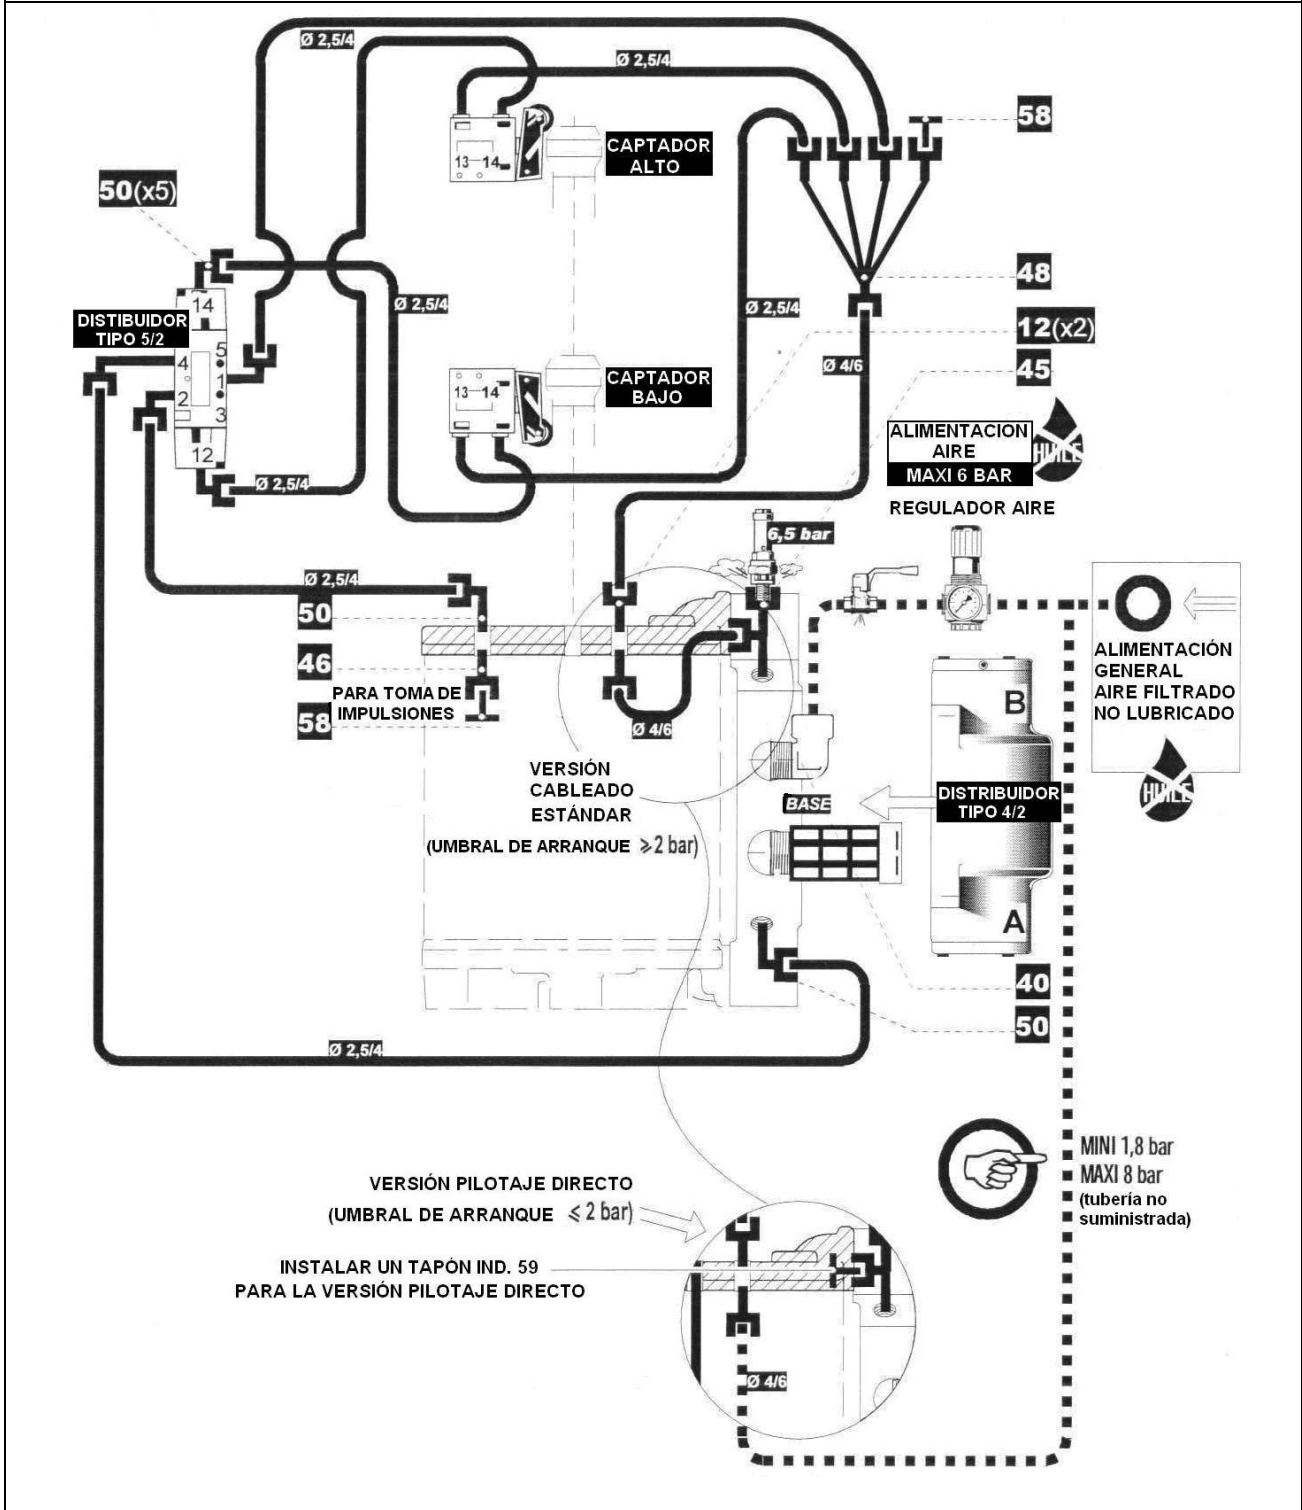 Ø 2,5/4
Ø 2,5/4
58
CAPTADOR
ALTO
13 14
50(x5)
48
14
Ø 2,5/4
Ø 2,5/4
12(x2)
DISTIBUIDOR
TIPO 5/2
5
4
1
2
3
12
Ø 4/6
45
CAPTADOR
BAJO
13 14
ALIMENTACION
AIRE
MAXI 6 BAR
HUILE
Ø 2,5/4
REGULADOR AIRE
6,5 bar
Ø 2,5/4
50
46
PARA TOMA DE
IMPULSIONES
58
Ø 4/6
ALIMENTACIÓN
GENERAL
AIRE FILTRADO
NO LUBRICADO
HUILE
B
VERSIÓN
CABLEADO
ESTÁNDAR
(UMBRAL DE ARRANQUE ⩾2 bar)
BASE
DISTRIBUIDOR
TIPO 4/2
A
40
50
Ø 2,5/4
MINI 1,8 bar
MAXI 8 bar
(tubería no
suministrada)
VERSIÓN PILOTAJE DIRECTO
(UMBRAL DE ARRANQUE ⩽ 2 bar)
INSTALAR UN TAPÓN IND. 59
PARA LA VERSIÓN PILOTAJE DIRECTO
Ø 4/6